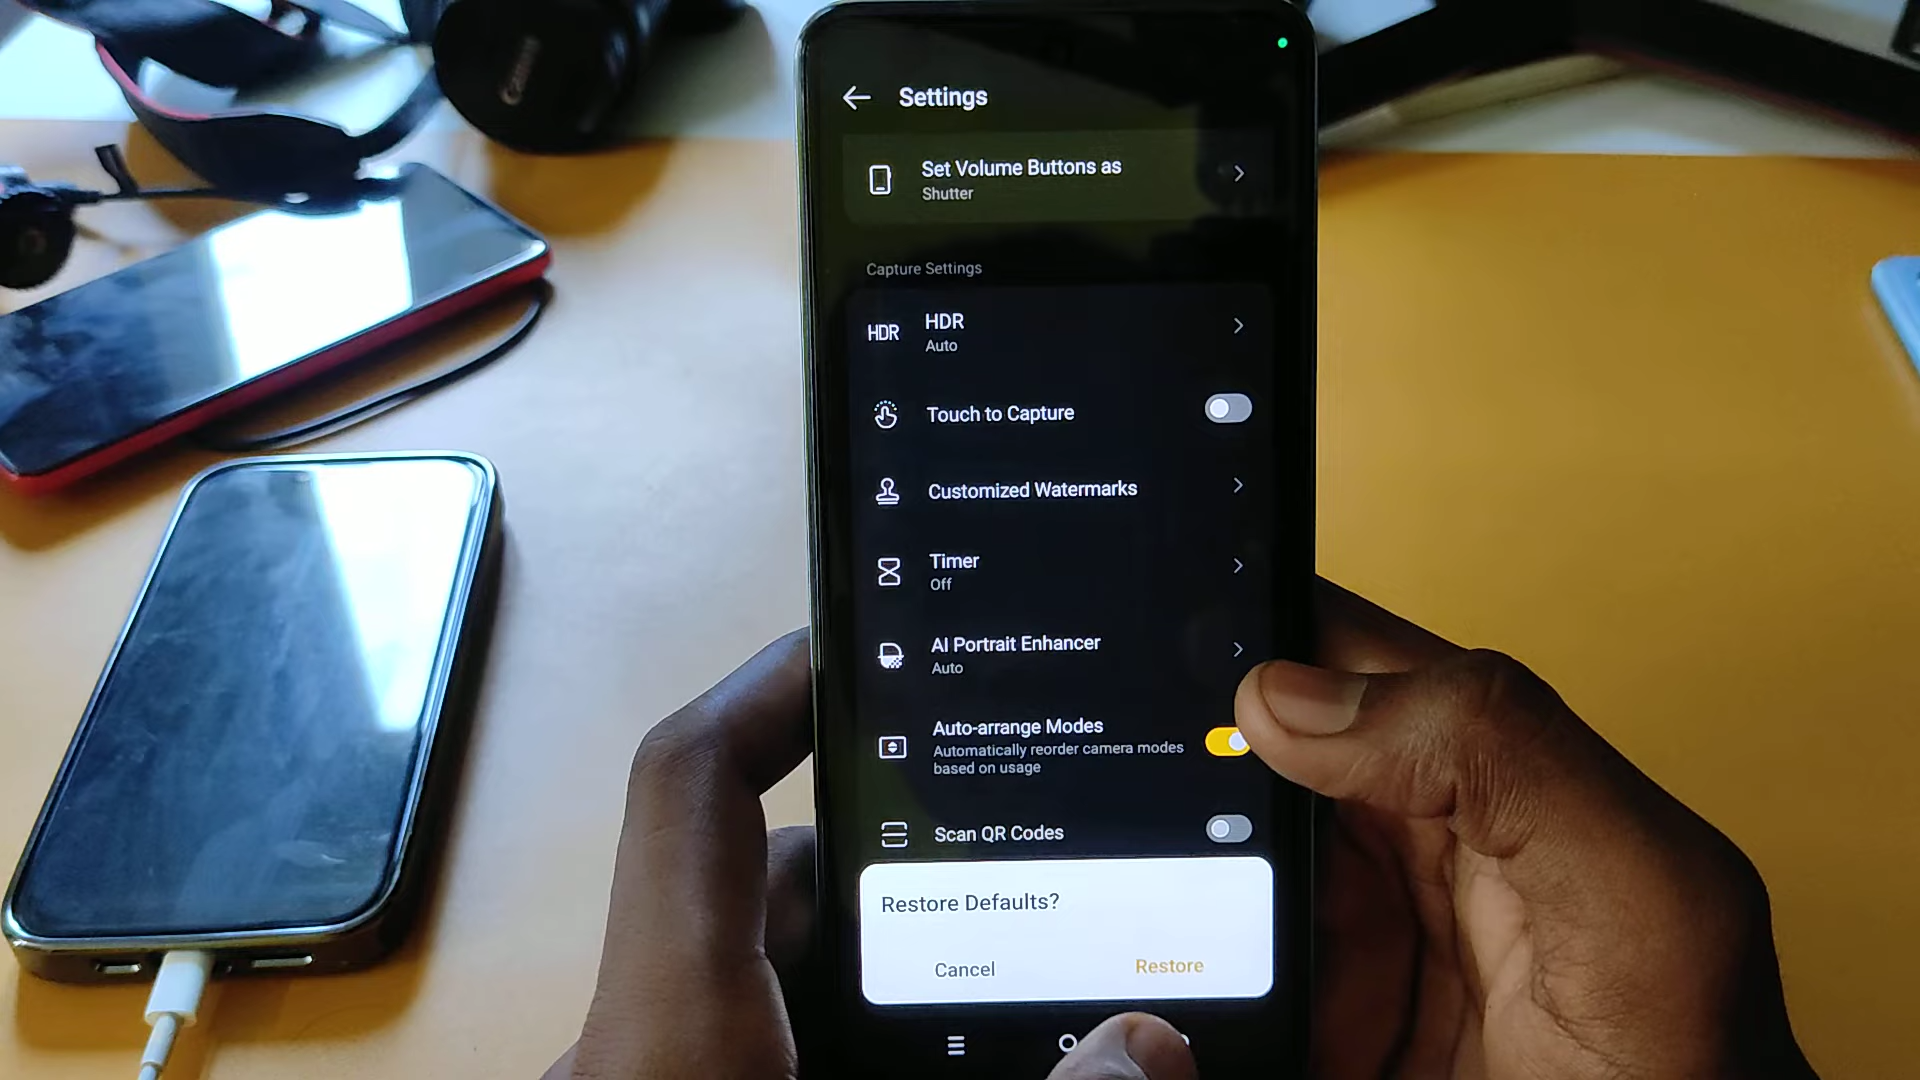 Canon
Settings
Set Volume Buttons as
Shutter
Capture Settings
HDR
HDR
Auto
Touch to Capture
Customized Watermarks
Timer
Off
AI Portrait Enhancer
Auto
Auto-arrange Modes
Automatically reorder camera modes
based on usage
Scan QR Codes
Restore Defaults?
Cancel
Restore